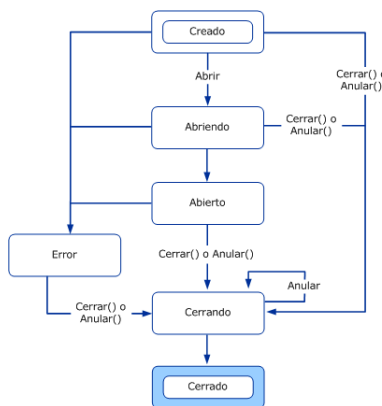 Creado
Abrir
Cerrar() o
Anular()
Abriendo
Cerrar() o
Anular()
Abierto
Error
Cerrar() o Anular()
Anular
Cerrar() o
Anular()
Cerrando
Cerrado